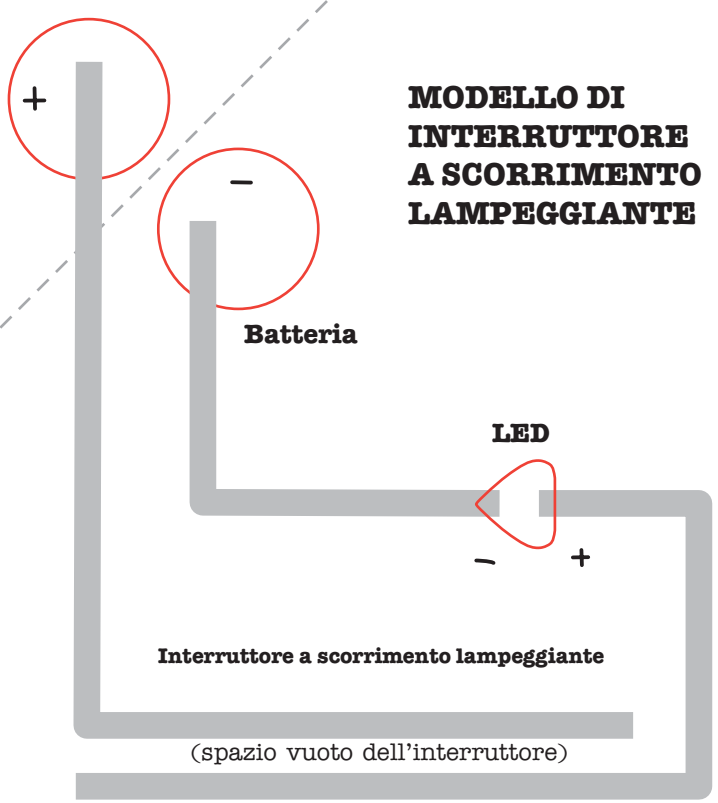 +
MODELLO DI
INTERRUTTORE
A SCORRIMENTO
LAMPEGGIANTE
–
Batteria
LED
– +
Interruttore a scorrimento lampeggiante
(spazio vuoto dell'interruttore)